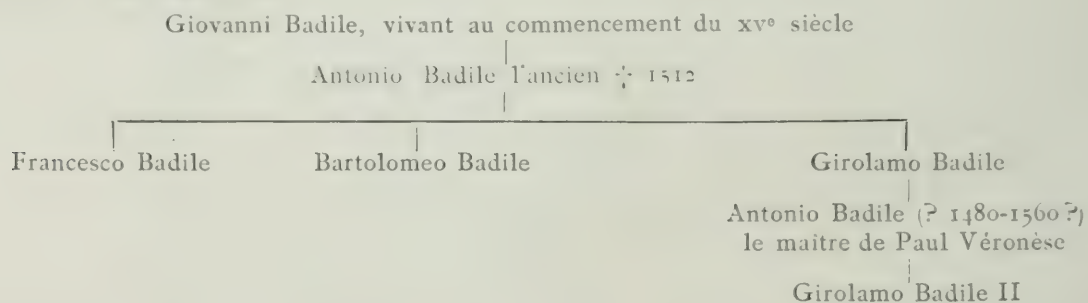 Giovanni Badile, vivant au commencement du XVe siècle
Antonio Badile l'ancien ✢ 1512
Francesco Badile Bartolomeo Badile Girolamo Badile
Antonio Badile (? 1480-1560 ?)
le maitre de Paul Véronèse
Girolamo Badile II